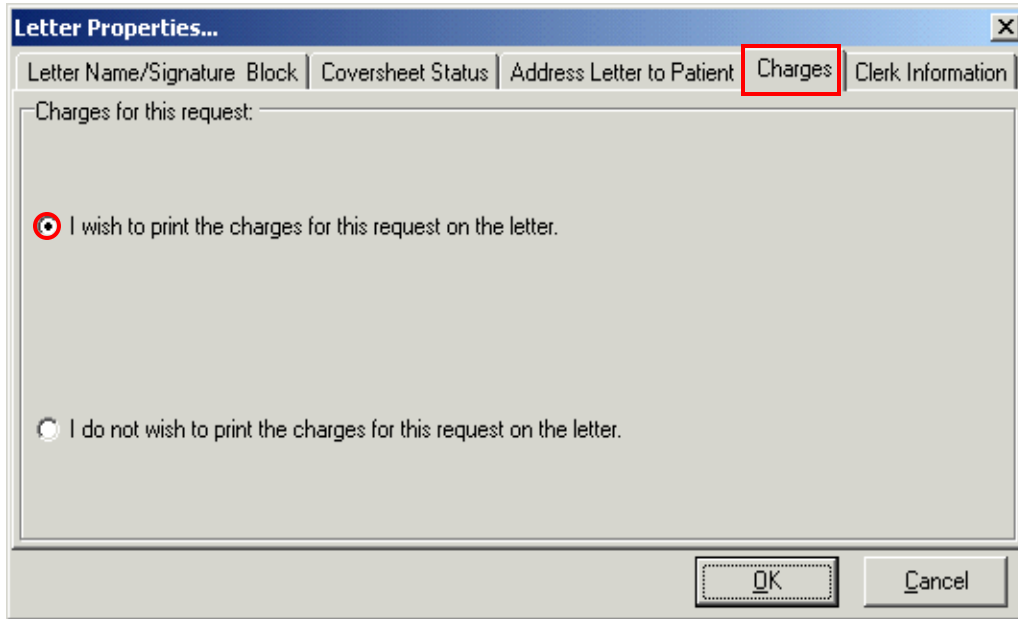 Letter Properties...
Letter Name/Signature Block Coversheet Status Address Letter to Patient Charges Clerk Information
Charges for this request:
I wish to print the charges for this request on the letter.
I do not wish to print the charges for this request on the letter.
OK Cancel